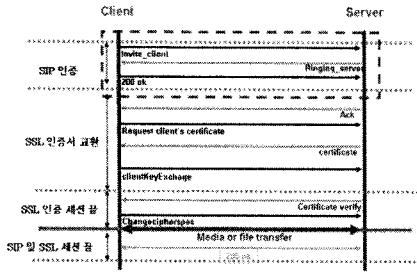 Client Server
Invite_client
Ringing_server
SIP 인증
200 ok
Ack
Request client's certificate
SSL 인증서 교환
certificate
clientKeyExchage
Certificate verify
SSL 인증 세션 끝
Changecipherspec
Media or file transfer
SIP 및 SSL 세션 끝